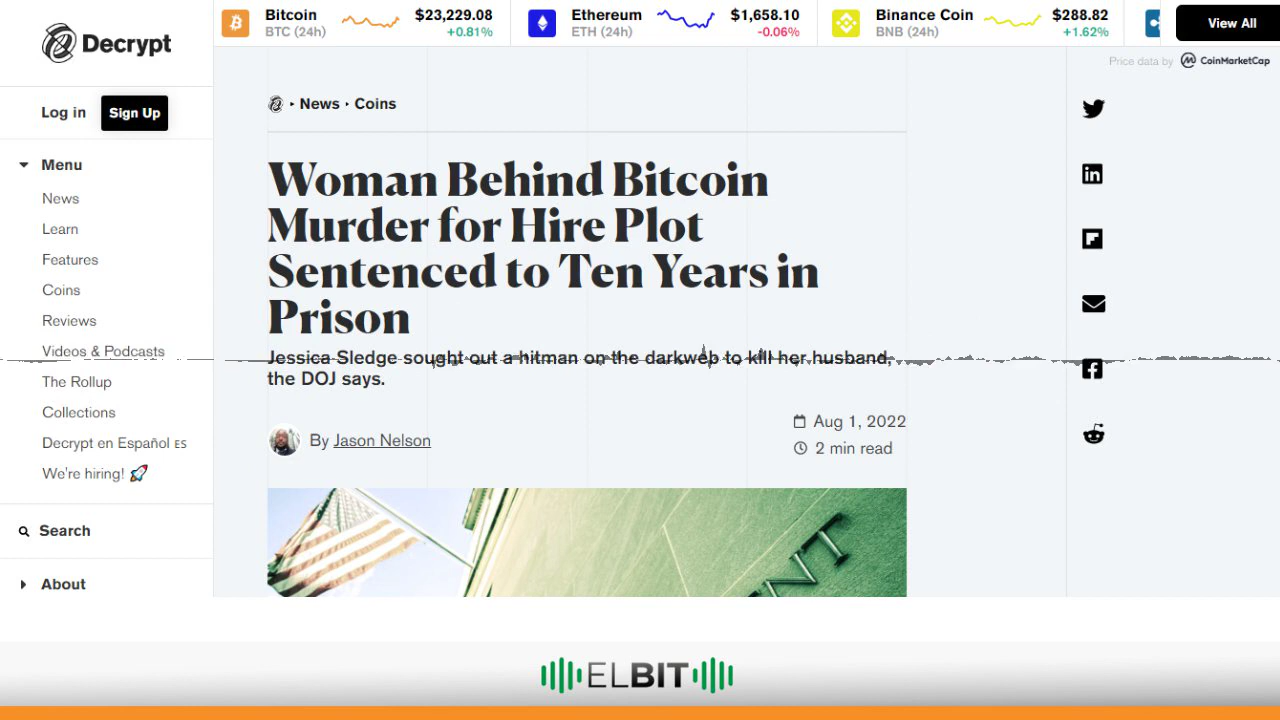 Decrypt
Bitcoin
BTC (24h)
$23,229.08
+0.81%
Ethereum
ETH (24h)
$1,658.10
-0.06%
Binance Coin
BNB (24h)
$288.82
+1.62%
View All
Price data by CoinMarketCap
Log in
Sign Up
Menu
News
Learn
Features
Coins
Reviews
Videos & Podcasts
The Rollup
Collections
Decrypt en Español ES
We're hiring! 🚀
Search
About
News ‣ Coins
Woman Behind Bitcoin
Murder for Hire Plot
Sentenced to Ten Years in
Prison
Jessica Sledge sought out a hitman on the darkweb to kill her husband,
the DOJ says.
By Jason Nelson
Aug 1, 2022
2 min read
NT
ELBIT